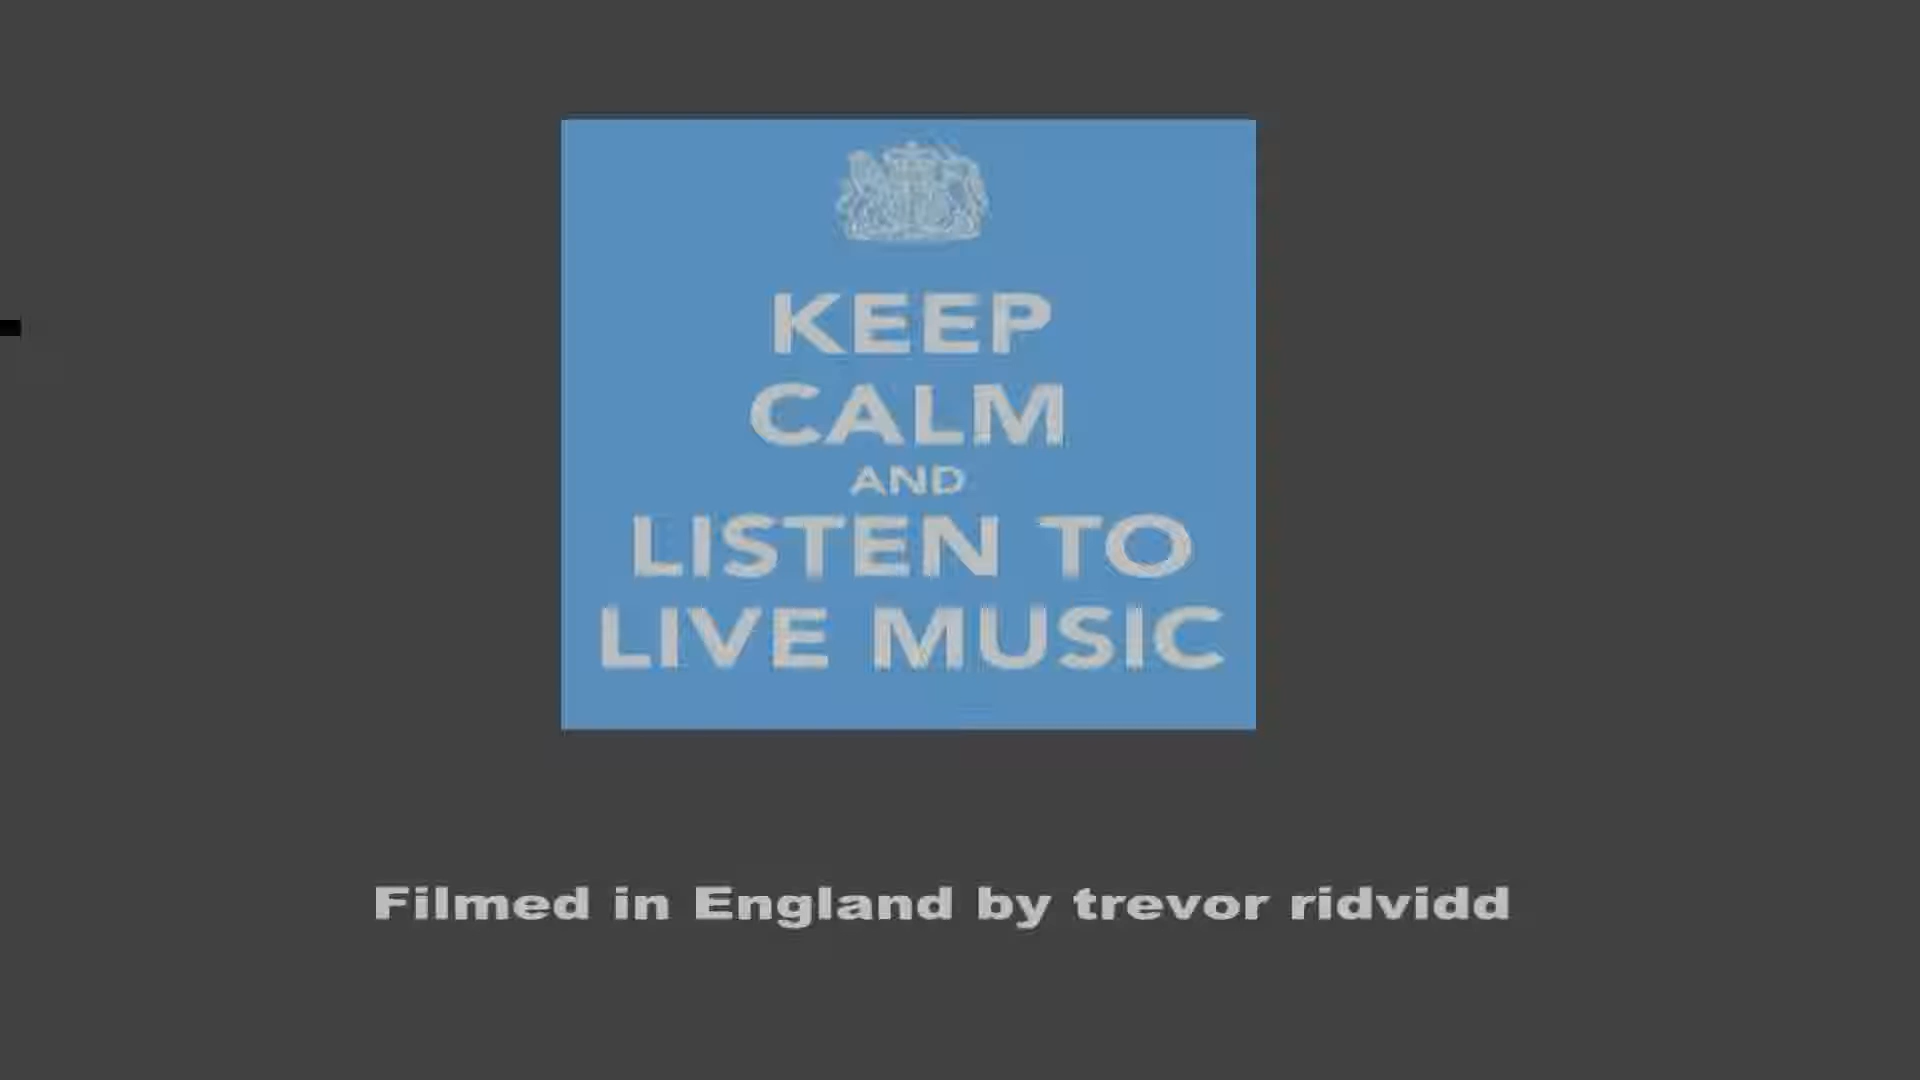 KEEP
CALM
AND
LISTEN TO
LIVE MUSIC
Filmed in England by trevor ridvidd